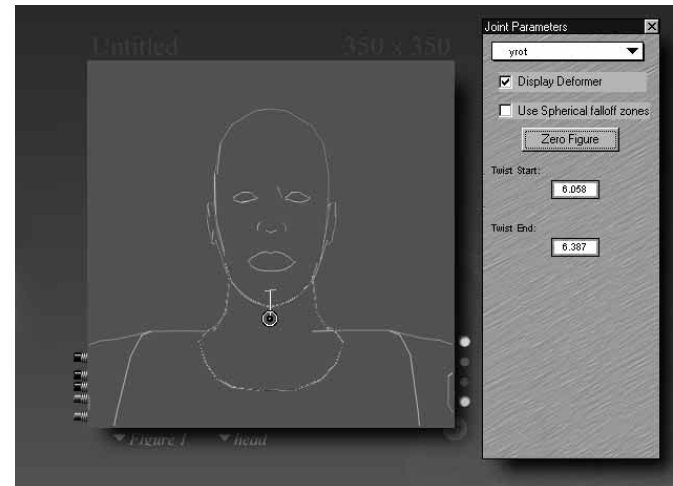 Untitled 350 x 350
Figure 1 head
Joint Parameters
yrot
Display Deformer
Use Spherical falloff zones
Zero Figure
Twist Start:
6.058
Twist End:
6.387